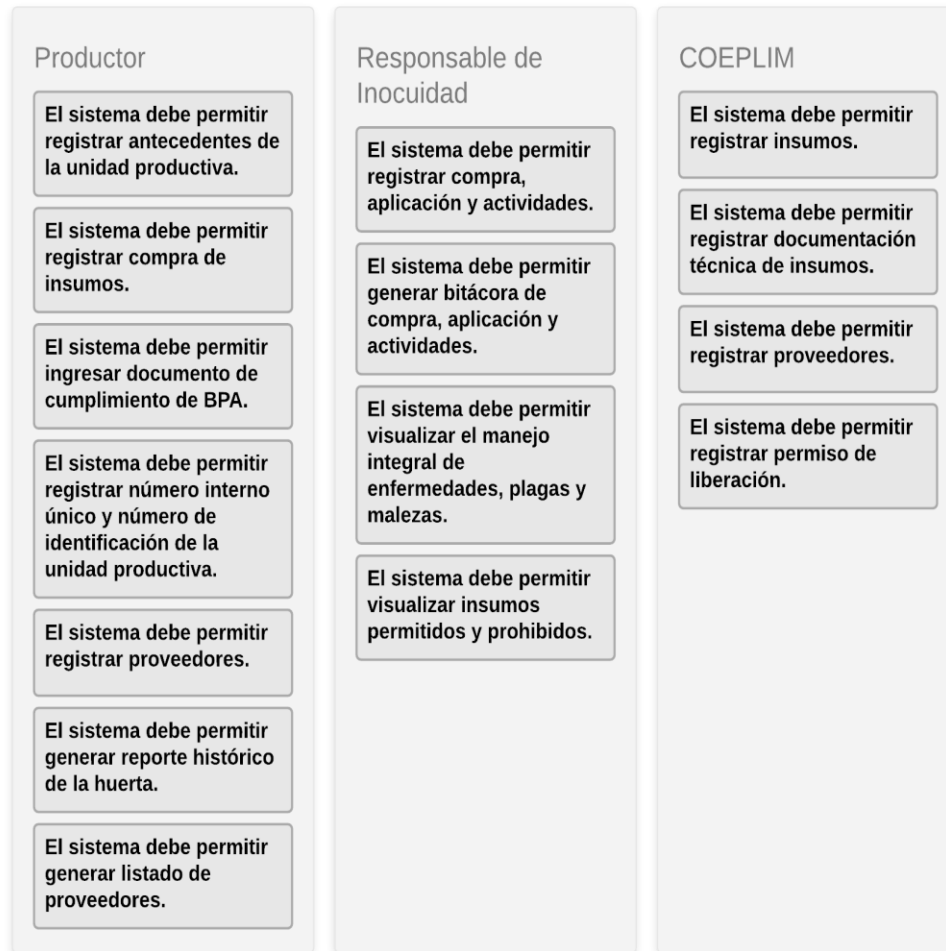 Productor
El sistema debe permitir
registrar antecedentes de
la unidad productiva.
El sistema debe permitir
registrar compra de
insumos.
El sistema debe permitir
ingresar documento de
cumplimiento de BPA.
El sistema debe permitir
registrar número interno
único y número de
identificación de la
unidad productiva.
El sistema debe permitir
registrar proveedores.
El sistema debe permitir
generar reporte histórico
de la huerta.
El sistema debe permitir
generar listado de
proveedores.
Responsable de
Inocuidad
El sistema debe permitir
registrar compra,
aplicación y actividades.
El sistema debe permitir
generar bitácora de
compra, aplicación y
actividades.
El sistema debe permitir
visualizar el manejo
integral de
enfermedades, plagas y
malezas.
El sistema debe permitir
visualizar insumos
permitidos y prohibidos.
COEPLIM
El sistema debe permitir
registrar insumos.
El sistema debe permitir
registrar documentación
técnica de insumos.
El sistema debe permitir
registrar proveedores.
El sistema debe permitir
registrar permiso de
liberación.